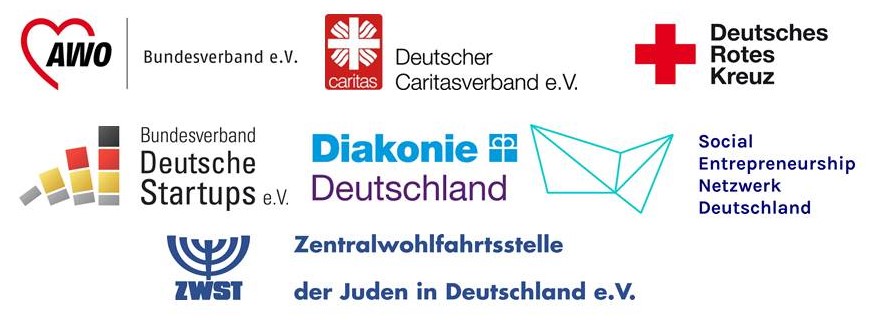 AWO
Bundesverband e.V.
caritas
Deutscher
Caritasverband e.V.
Deutsches
Rotes
Kreuz
Bundesverband
Deutsche
Startups e.V.
Diakonie
Deutschland
Social
Entrepreneurship
Netzwerk
Deutschland
ZWST
Zentralwohlfahrtsstelle
der Juden in Deutschland e.V.